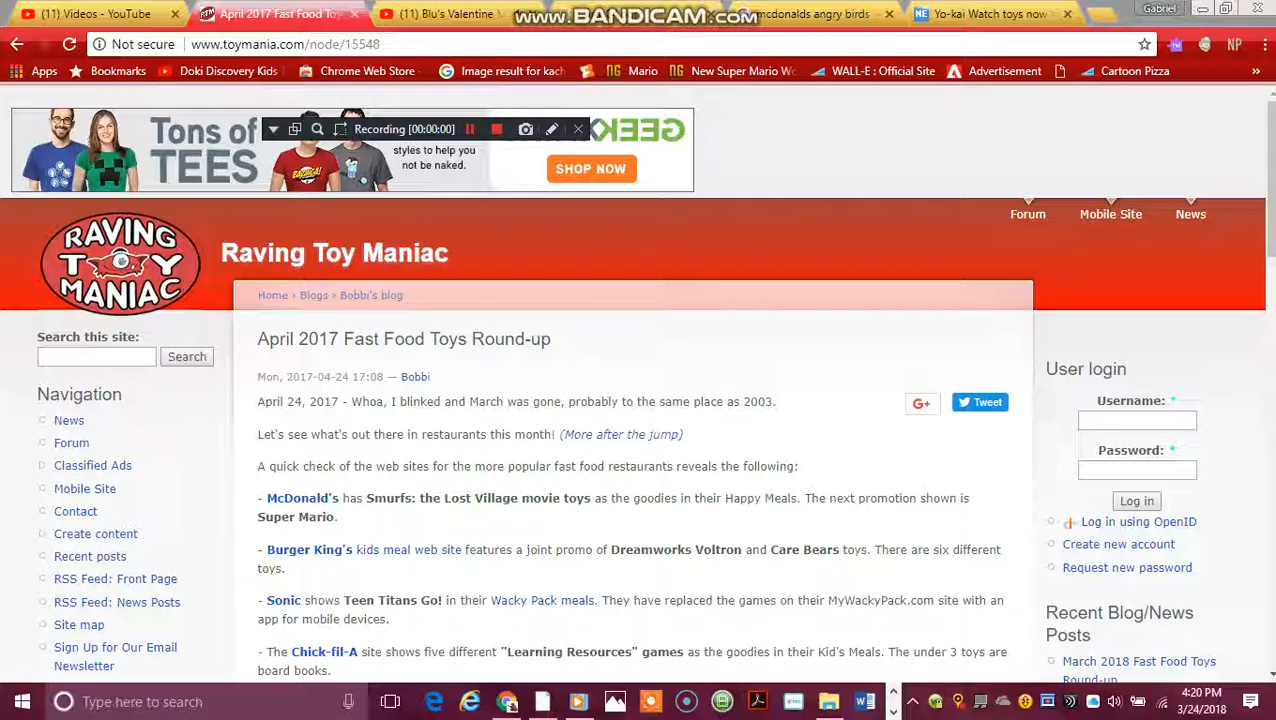 (11) Videos - YouTube
April 2017 Fast Food To
(11) Blu's Valentine
www.BANDICAM.com
mcdonalds angry birds
Yo-kai Watch toys now
Gabriel
Not secure
www.toymania.com/node/15548
NP
Apps
Bookmarks
Doki Discovery Kids
Chrome Web Store
Image result for kach
Mario
New Super Mario Wo
WALL-E : Official Site
Advertisement
Cartoon Pizza
Tons of
TEES
Recording [00:00:00]
styles to help you
not be naked.
GEEK
SHOP NOW
Forum
Mobile Site
News
RAVING
TOY
MANIAC
Raving Toy Maniac
Home › Blogs › Bobbi's blog
Search this site:
Search
Navigation
News
Forum
Classified Ads
Mobile Site
Contact
Create content
Recent posts
RSS Feed: Front Page
RSS Feed: News Posts
Site map
Sign Up for Our Email
Newsletter
April 2017 Fast Food Toys Round-up
Mon, 2017-04-24 17:08 — Bobbi
April 24, 2017 - Whoa, I blinked and March was gone, probably to the same place as 2003.
G+
Tweet
Let's see what's out there in restaurants this month! (More after the jump)
A quick check of the web sites for the more popular fast food restaurants reveals the following:
- McDonald's has Smurfs: the Lost Village movie toys as the goodies in their Happy Meals. The next promotion shown is
Super Mario.
- Burger King's kids meal web site features a joint promo of Dreamworks Voltron and Care Bears toys. There are six different
toys.
- Sonic shows Teen Titans Go! in their Wacky Pack meals. They have replaced the games on their MyWackyPack.com site with an
app for mobile devices.
- The Chick-fil-A site shows five different "Learning Resources" games as the goodies in their Kid's Meals. The under 3 toys are
board books.
User login
Username: *
Password: *
Log in
Log in using OpenID
Create new account
Request new password
Recent Blog/News
Posts
March 2018 Fast Food Toys
Round-up
Type here to search
4:20 PM
3/24/2018